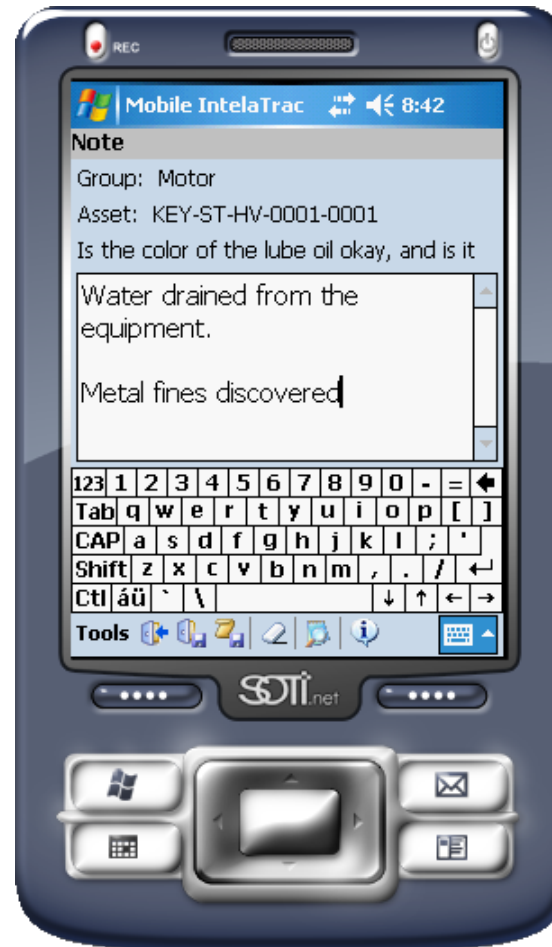 REC
Mobile IntelaTrac 8:42
Note
Group: Motor
Asset: KEY-ST-HV-0001-0001
Is the color of the lube oil okay, and is it
Water drained from the
equipment.
Metal fines discovered
123 1 2 3 4 5 6 7 8 9 0 - =
Tab q w e r t y u i o p [ ]
CAP a s d f g h j k l ; '
Shift z x c v b n m , . /
Ctl áü ` \ ↓ ↑ ← →
Tools
SOTI.net